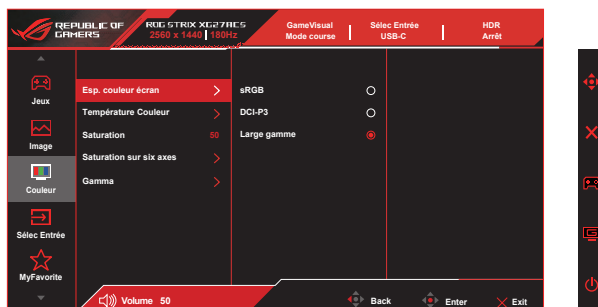 REPUBLIC OF GAMERS
ROG STRIX XG27ACS
2560 x 1440 180Hz
GameVisual
Mode course
Sélec Entrée
USB-C
HDR
Arrêt
Jeux
Image
Couleur
Sélec Entrée
MyFavorite
Esp. couleur écran
Température Couleur
Saturation 50
Saturation sur six axes
Gamma
sRGB
DCI-P3
Large gamme
Volume 50
Back
Enter
Exit